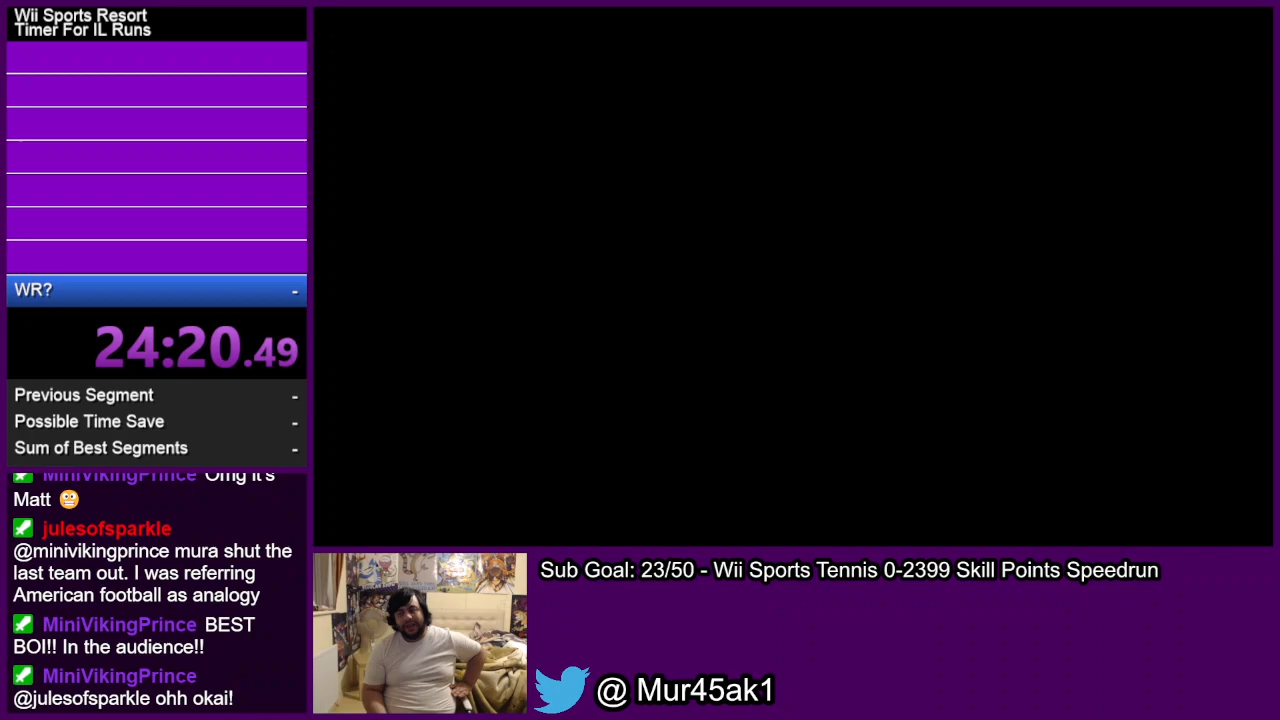 Wii Sports Resort
Timer For IL Runs
WR? -
24:20.49
Previous Segment -
Possible Time Save -
Sum of Best Segments -
MiniVikingPrince Omg it's
Matt
julesofsparkle
@minivikingprince mura shut the
last team out. I was referring
American football as analogy
MiniVikingPrince BEST
BOI!! In the audience!!
MiniVikingPrince
@julesofsparkle ohh okai!
Sub Goal: 23/50 - Wii Sports Tennis 0-2399 Skill Points Speedrun
@ Mur45ak1